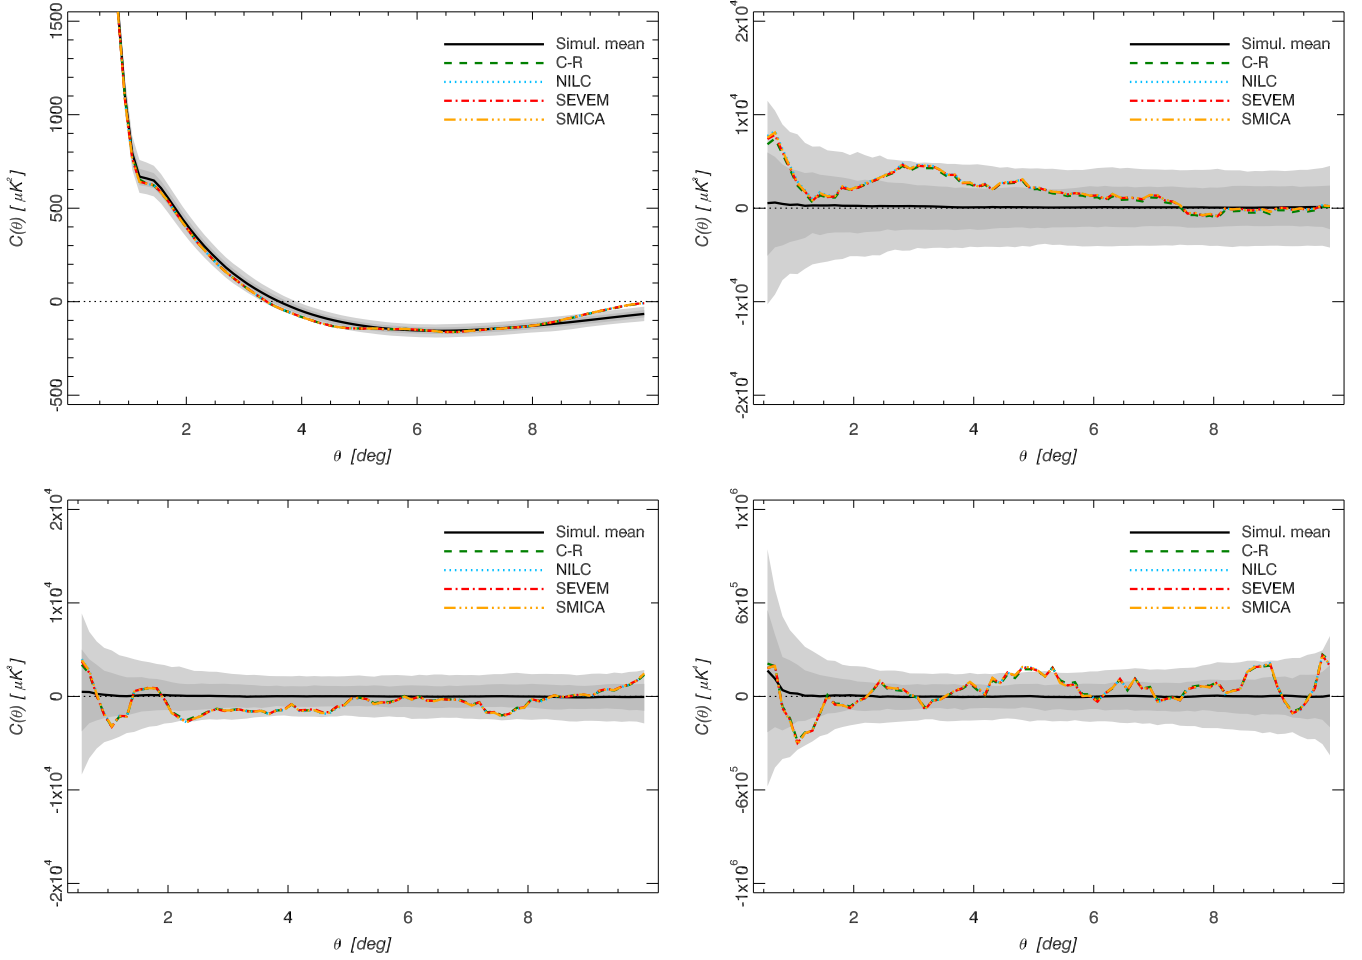 1500
1000
500
0
-500
C(θ) [ μK²]
Simul. mean
C-R
NILC
SEVEM
SMICA
2
4
6
8
θ [deg]
2x10⁴
1x10⁴
0
-1x10⁴
-2x10⁴
C(θ) [ μK³]
Simul. mean
C-R
NILC
SEVEM
SMICA
2
4
6
8
θ [deg]
2x10⁴
1x10⁴
0
-1x10⁴
-2x10⁴
C(θ) [ μK³]
Simul. mean
C-R
NILC
SEVEM
SMICA
2
4
6
8
θ [deg]
1x10⁶
6x10⁵
0
-6x10⁵
-1x10⁶
C(θ) [ μK⁴]
Simul. mean
C-R
NILC
SEVEM
SMICA
2
4
6
8
θ [deg]